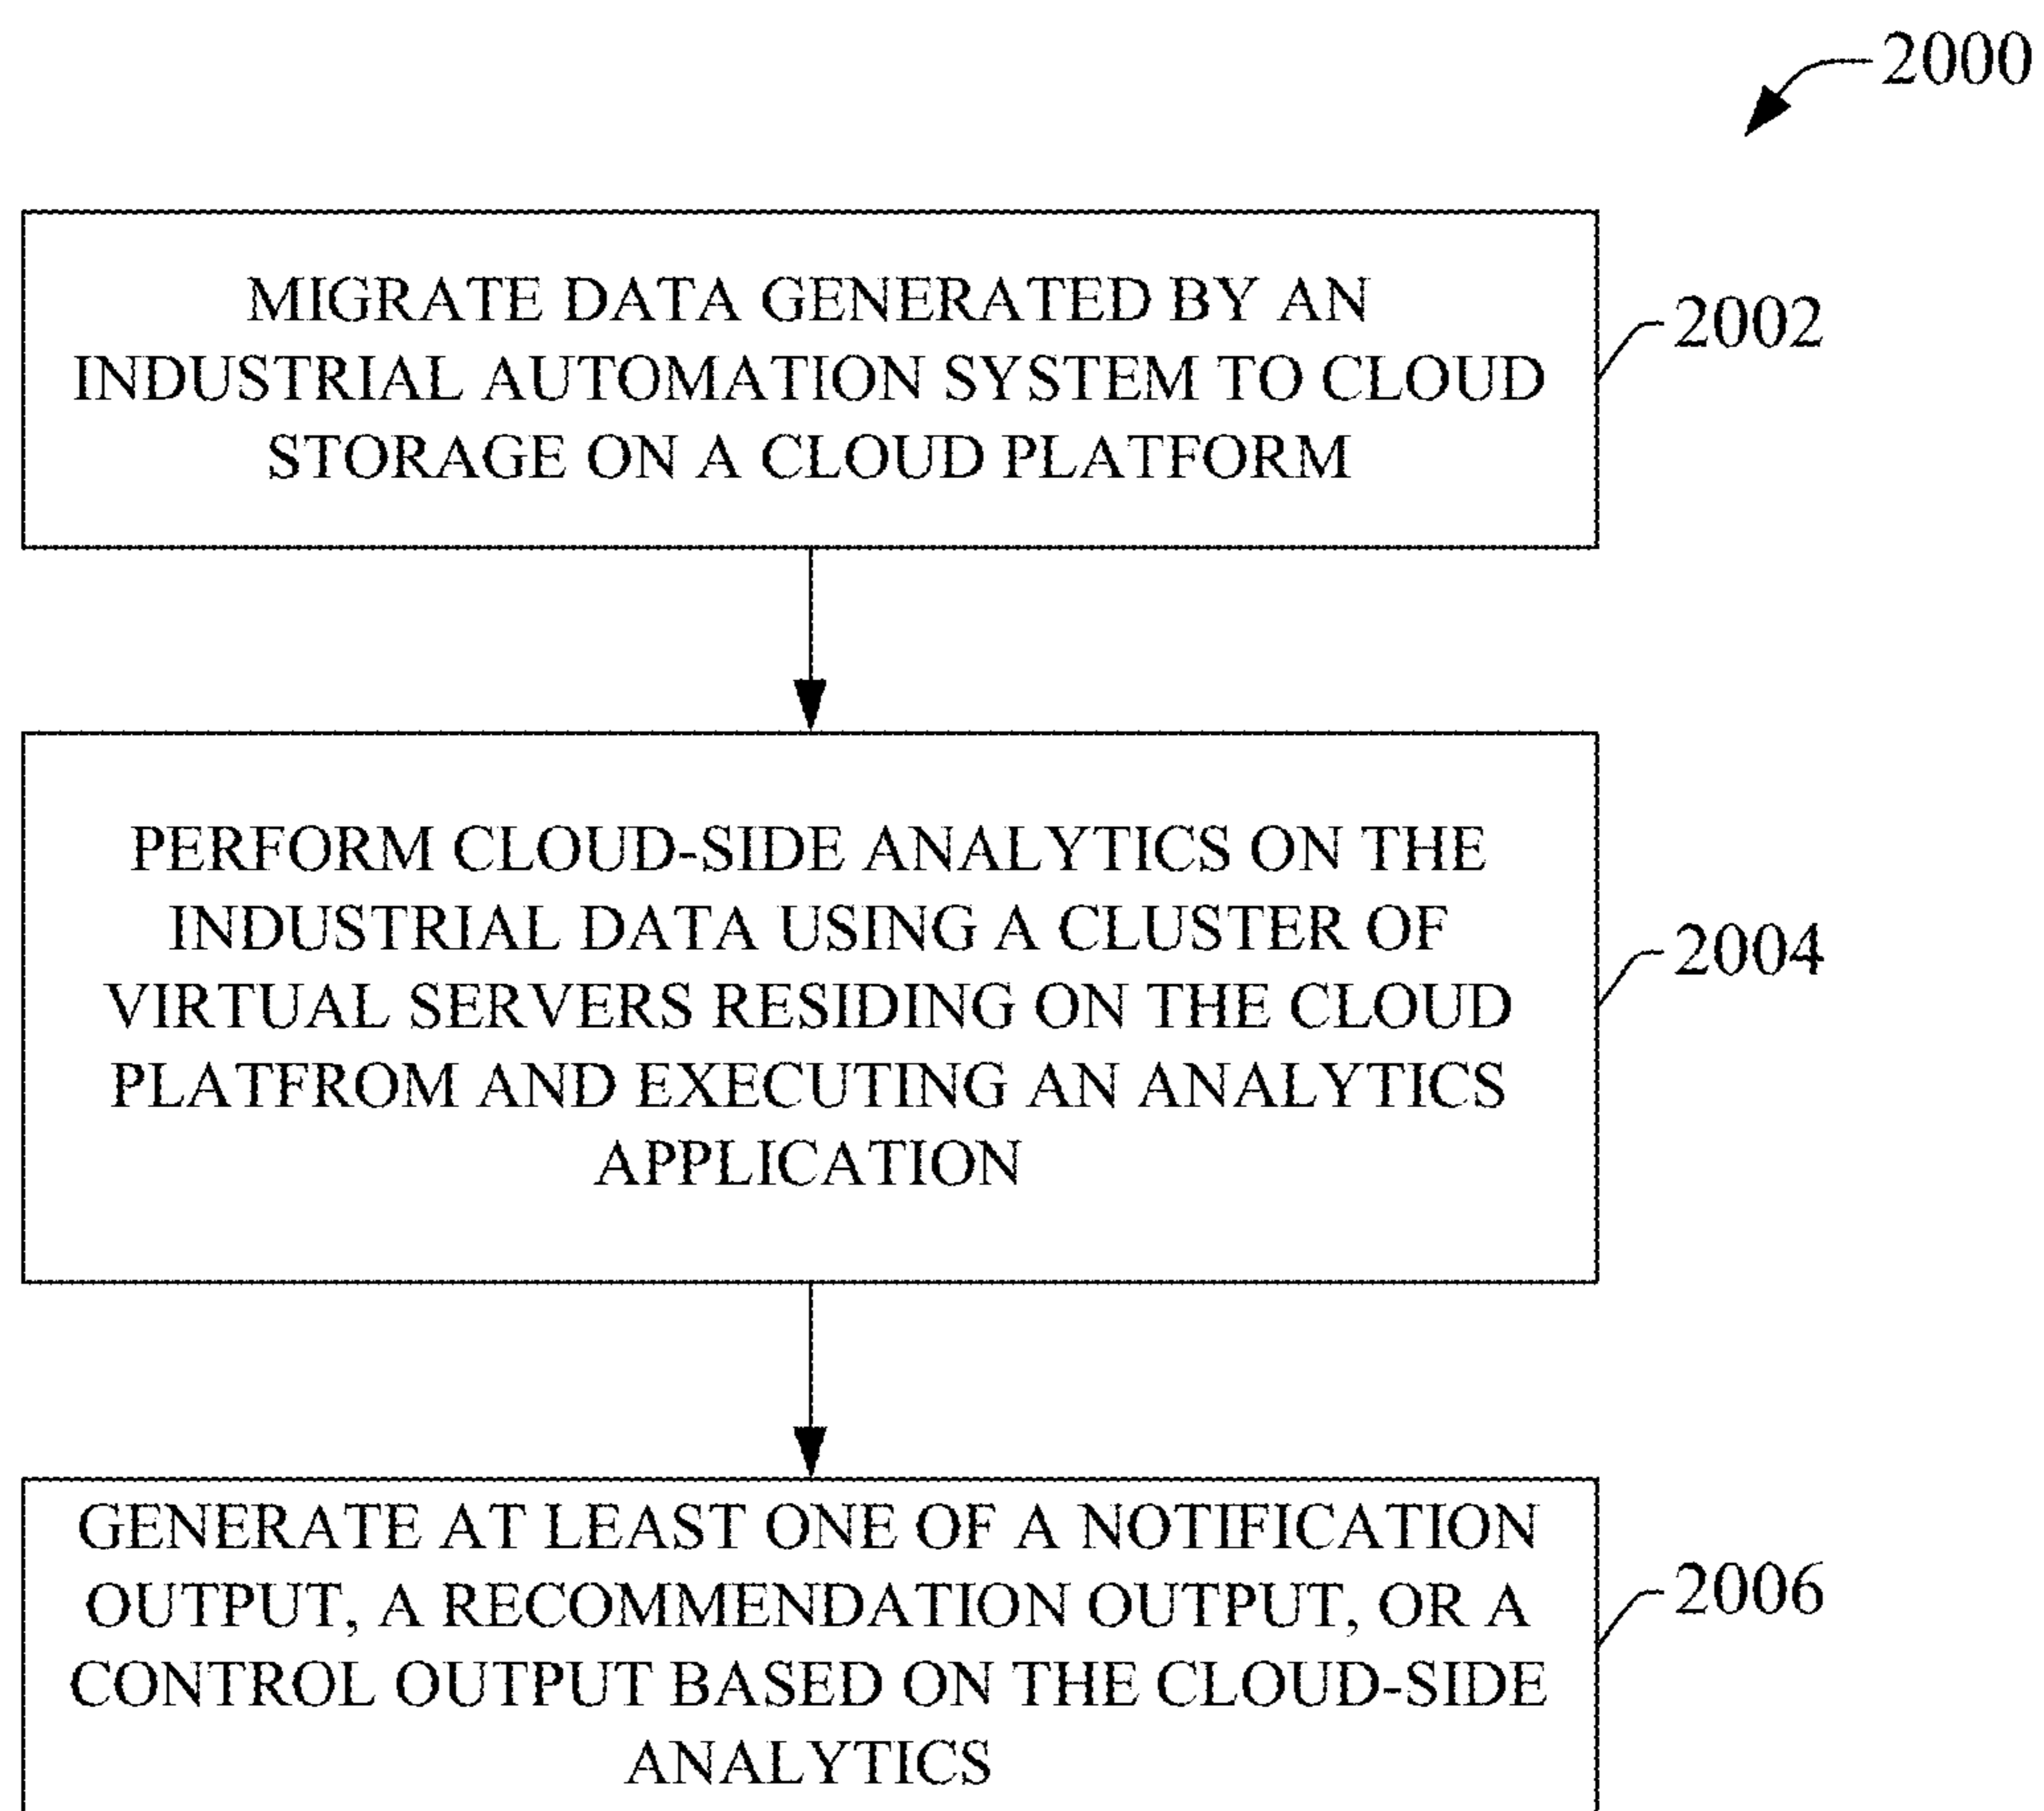 2000
MIGRATE DATA GENERATED BY AN
INDUSTRIAL AUTOMATION SYSTEM TO CLOUD
STORAGE ON A CLOUD PLATFORM
2002
PERFORM CLOUD-SIDE ANALYTICS ON THE
INDUSTRIAL DATA USING A CLUSTER OF
VIRTUAL SERVERS RESIDING ON THE CLOUD
PLATFROM AND EXECUTING AN ANALYTICS
APPLICATION
2004
GENERATE AT LEAST ONE OF A NOTIFICATION
OUTPUT, A RECOMMENDATION OUTPUT, OR A
CONTROL OUTPUT BASED ON THE CLOUD-SIDE
ANALYTICS
2006